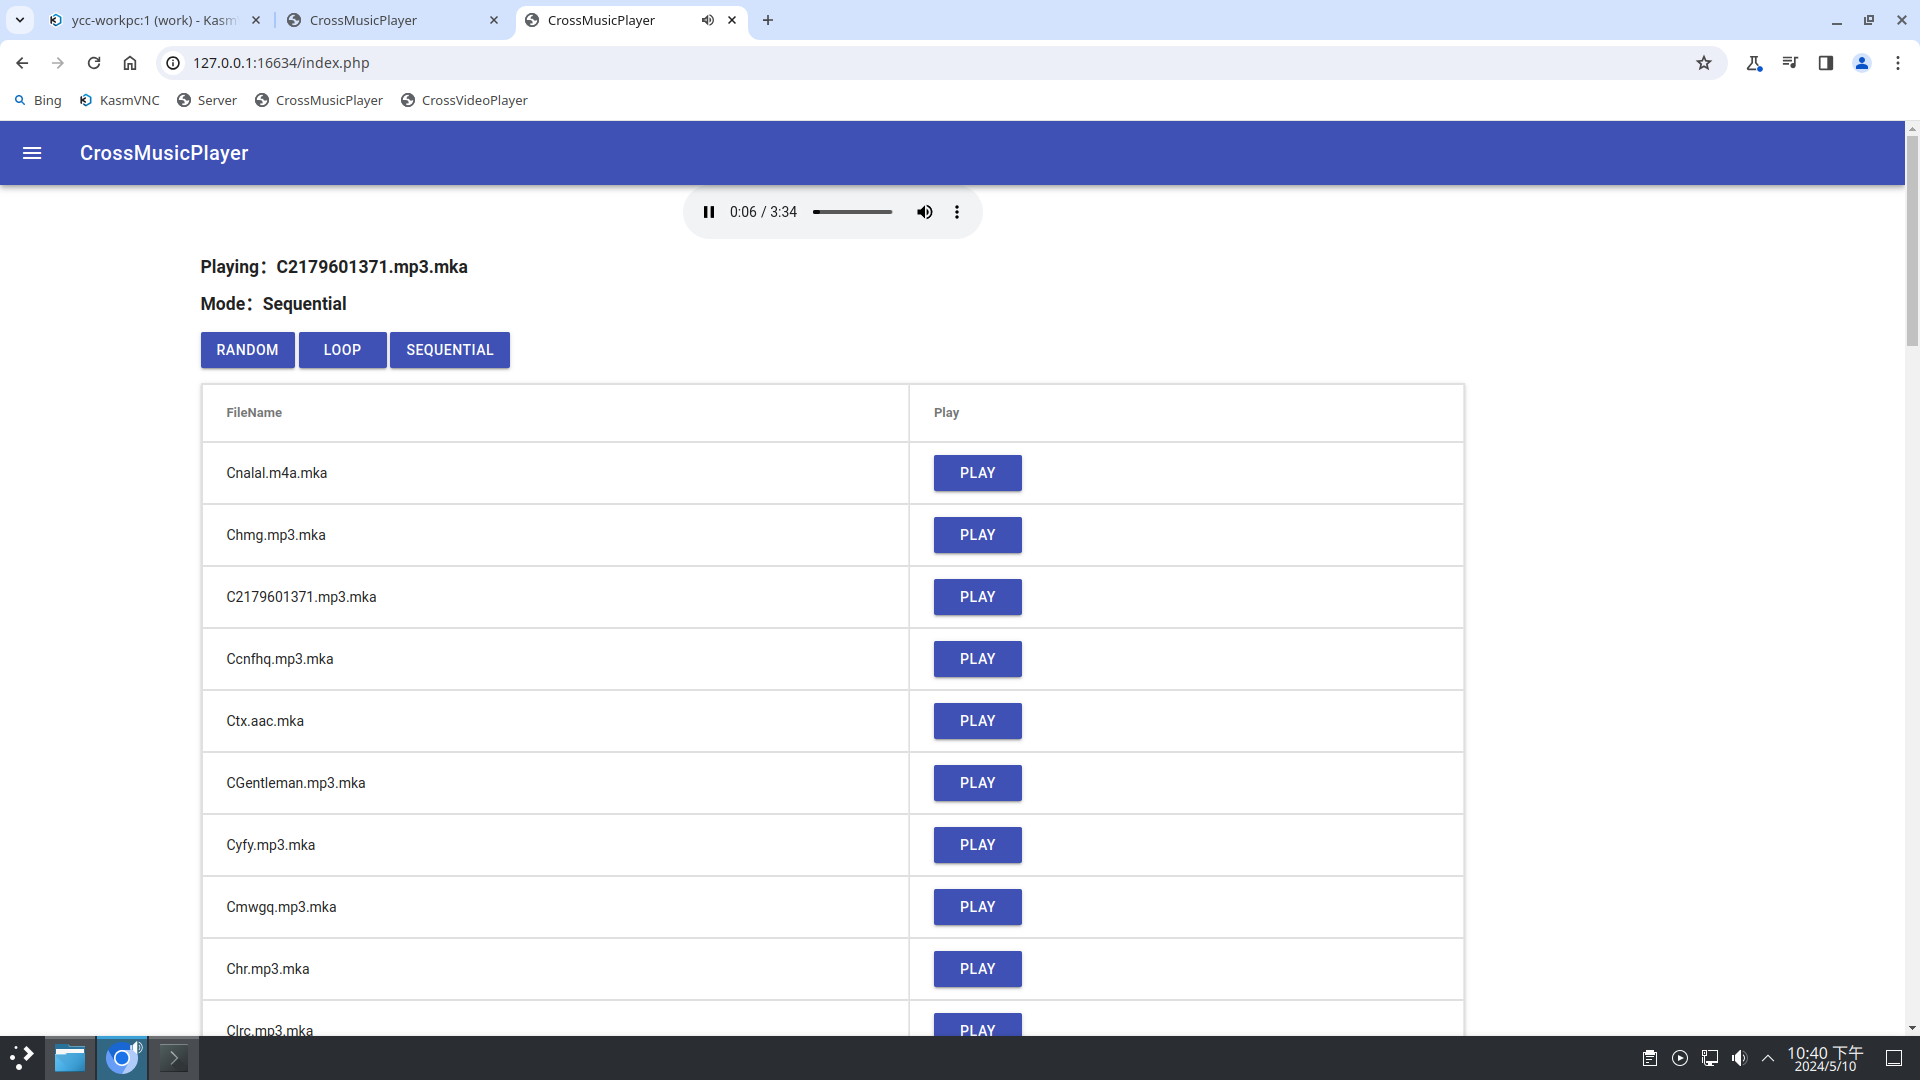 ycc-workpc:1 (work) - Kasm
CrossMusicPlayer
CrossMusicPlayer
127.0.0.1:16634/index.php
Bing
KasmVNC
Server
CrossMusicPlayer
CrossVideoPlayer
CrossMusicPlayer
0:06 / 3:34
Playing：C2179601371.mp3.mka
Mode：Sequential
RANDOM
LOOP
SEQUENTIAL
FileName
Play
Cnalal.m4a.mka
PLAY
Chmg.mp3.mka
PLAY
C2179601371.mp3.mka
PLAY
Ccnfhq.mp3.mka
PLAY
Ctx.aac.mka
PLAY
CGentleman.mp3.mka
PLAY
Cyfy.mp3.mka
PLAY
Cmwgq.mp3.mka
PLAY
Chr.mp3.mka
PLAY
Clrc.mp3.mka
PLAY
10:40 下午
2024/5/10